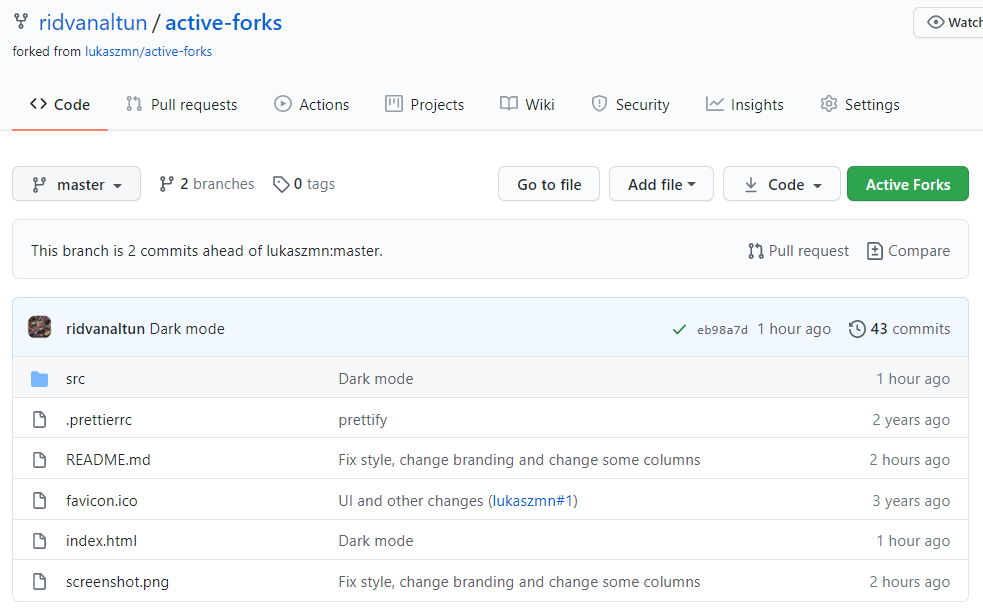 ridvanaltun / active-forks
Watch
forked from lukaszmn/active-forks
Code Pull requests Actions Projects Wiki Security Insights Settings
master 2 branches 0 tags Go to file Add file Code Active Forks
This branch is 2 commits ahead of lukaszmn:master. Pull request Compare
ridvanaltun Dark mode eb98a7d 1 hour ago 43 commits
src Dark mode 1 hour ago
.prettierrc prettify 2 years ago
README.md Fix style, change branding and change some columns 2 hours ago
favicon.ico UI and other changes (lukaszmn#1) 3 years ago
index.html Dark mode 1 hour ago
screenshot.png Fix style, change branding and change some columns 2 hours ago